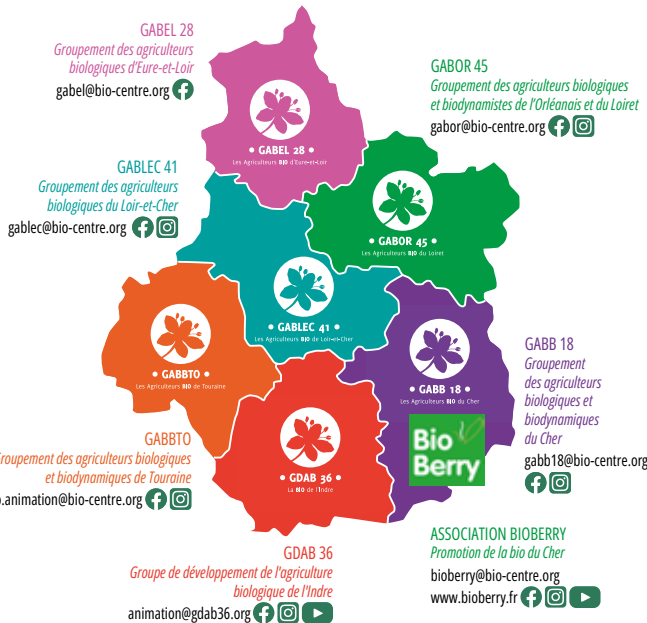 GABEL 28
Groupement des agriculteurs
biologiques d'Eure-et-Loir
gabel@bio-centre.org
GABOR 45
Groupement des agriculteurs biologiques
et biodynamistes de l'Orléanais et du Loiret
gabor@bio-centre.org
GABLEC 41
Groupement des agriculteurs
biologiques du Loir-et-Cher
gablec@bio-centre.org
• GABEL 28 •
Les Agriculteurs BIO d'Eure-et-Loir
• GABOR 45 •
Les Agriculteurs BIO du Loiret
• GABLEC 41 •
Les Agriculteurs BIO de Loir-et-Cher
• GABBTO •
Les Agriculteurs BIO de Touraine
• GABB 18 •
Les Agriculteurs BIO du Cher
Bio
Berry
• GDAB 36 •
La BIO de l'Indre
GABB 18
Groupement
des agriculteurs
biologiques et
biodynamiques
du Cher
gabb18@bio-centre.org
GABBTO
roupement des agriculteurs biologiques
et biodynamiques de Touraine
o.animation@bio-centre.org
GDAB 36
Groupe de développement de l'agriculture
biologique de l'Indre
animation@gdab36.org
ASSOCIATION BIOBERRY
Promotion de la bio du Cher
bioberry@bio-centre.org
www.bioberry.fr